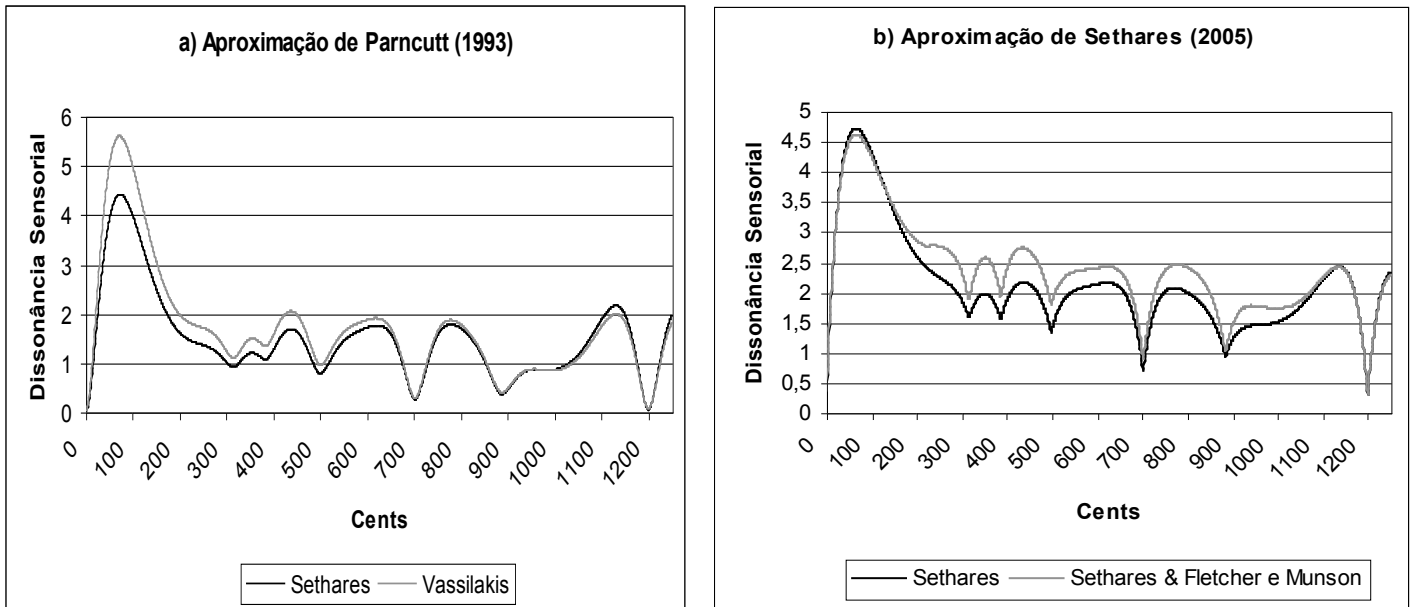 a) Aproximação de Parncutt (1993)
Dissonância Sensorial
6
5
4
3
2
1
0
0 100 200 300 400 500 600 700 800 900 1000 1100 1200
Cents
Sethares Vassilakis
b) Aproximação de Sethares (2005)
Dissonância Sensorial
5
4,5
4
3,5
3
2,5
2
1,5
1
0,5
0
0 100 200 300 400 500 600 700 800 900 1000 1100 1200
Cents
Sethares Sethares & Fletcher e Munson